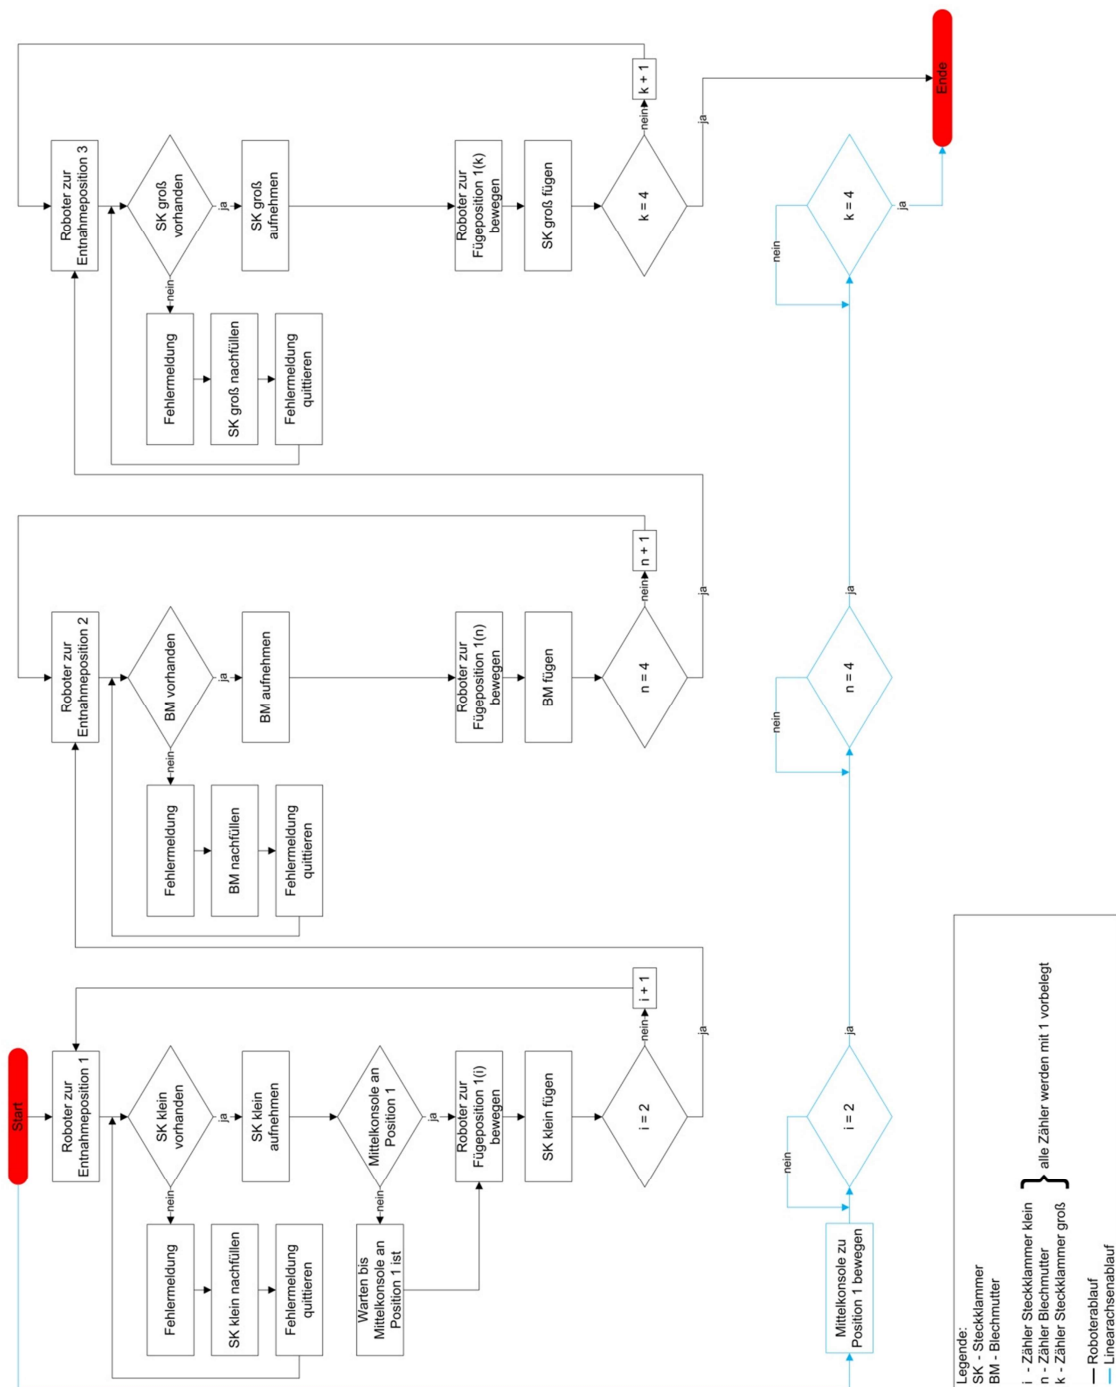 Start
Roboter zur
Entnahmeposition 1
SK klein
vorhanden
nein
ja
Fehlermeldung
SK klein nachfüllen
Fehlermeldung
quittieren
SK klein
aufnehmen
Mittelkonsole an
Position 1
nein
ja
Warten bis
Mittelkonsole an
Position 1 ist
Roboter zur
Fügeposition 1(i)
bewegen
SK klein fügen
i = 2
nein
i + 1
ja
Roboter zur
Entnahmeposition 2
BM vorhanden
nein
ja
Fehlermeldung
BM nachfüllen
Fehlermeldung
quittieren
BM aufnehmen
Roboter zur
Fügeposition 1(n)
bewegen
BM fügen
n = 4
nein
n + 1
ja
Roboter zur
Entnahmeposition 3
SK groß
vorhanden
nein
ja
Fehlermeldung
SK groß nachfüllen
Fehlermeldung
quittieren
SK groß
aufnehmen
Roboter zur
Fügeposition 1(k)
bewegen
SK groß fügen
k = 4
nein
k + 1
ja
Mittelkonsole zu
Position 1 bewegen
nein
i = 2
ja
nein
n = 4
ja
nein
k = 4
ja
Ende
Legende:
SK - Steckklammer
BM - Blechmutter
i - Zähler Steckklammer klein
n - Zähler Blechmutter
k - Zähler Steckklammer groß
alle Zähler werden mit 1 vorbelegt
Roboterablauf
Linearachsenablauf